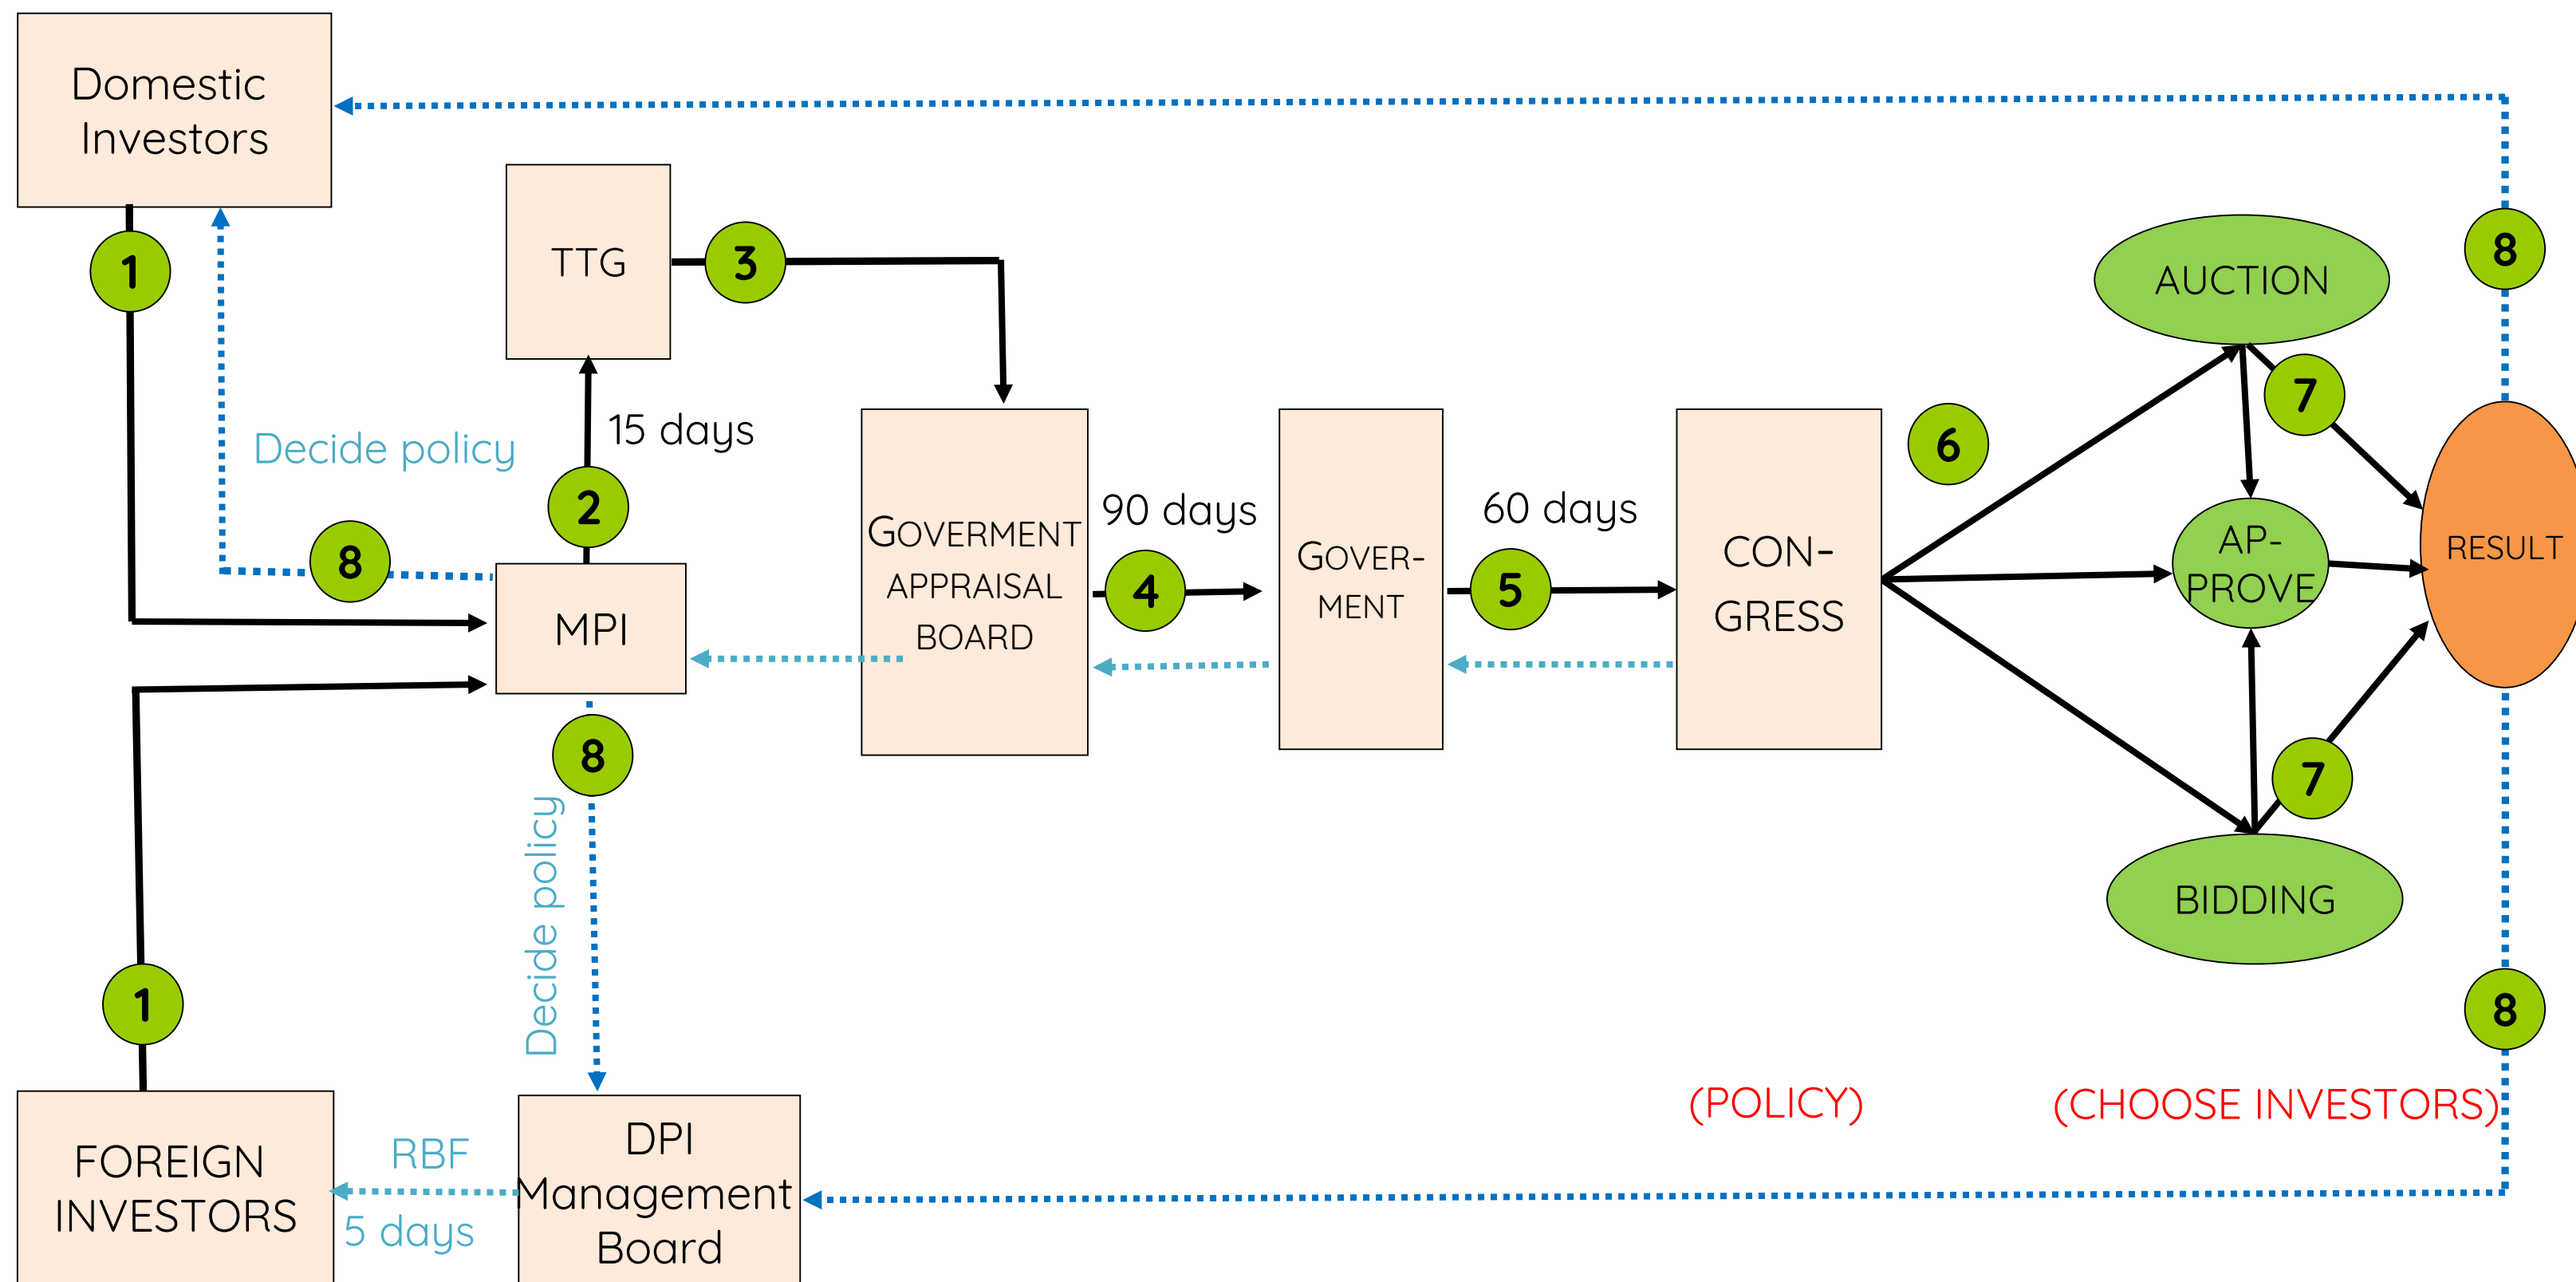 Domestic
Investors
1
TTG
3
2
15 days
Decide policy
8
MPI
8
Decide policy
1
FOREIGN
INVESTORS
RBF
5 days
DPI
Management
Board
GOVERMENT
APPRAISAL
BOARD
90 days
4
GOVER-
MENT
60 days
5
CON-
GRESS
6
AUCTION
7
AP-
PROVE
7
BIDDING
8
RESULT
8
(POLICY)
(CHOOSE INVESTORS)